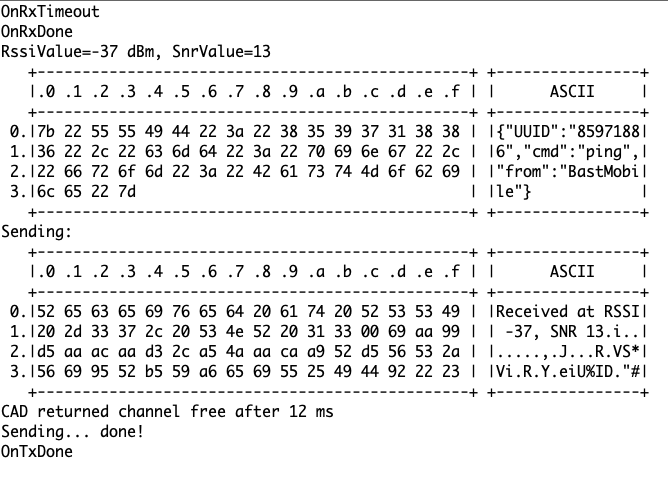 OnRxTimeout
OnRxDone
RssiValue=-37 dBm, SnrValue=13
   +------------------------------------------------+ +----------------+
   |.0 .1 .2 .3 .4 .5 .6 .7 .8 .9 .a .b .c .d .e .f | |      ASCII     |
   +------------------------------------------------+ +----------------+
 0.|7b 22 55 55 49 44 22 3a 22 38 35 39 37 31 38 38 | |{"UUID":"8597188|
 1.|36 22 2c 22 63 6d 64 22 3a 22 70 69 6e 67 22 2c | |6","cmd":"ping",|
 2.|22 66 72 6f 6d 22 3a 22 42 61 73 74 4d 6f 62 69 | |"from":"BastMobi|
 3.|6c 65 22 7d                                     | |le"}            |
   +------------------------------------------------+ +----------------+
Sending:
   +------------------------------------------------+ +----------------+
   |.0 .1 .2 .3 .4 .5 .6 .7 .8 .9 .a .b .c .d .e .f | |      ASCII     |
   +------------------------------------------------+ +----------------+
 0.|52 65 63 65 69 76 65 64 20 61 74 20 52 53 53 49 | |Received at RSSI|
 1.|20 2d 33 37 2c 20 53 4e 52 20 31 33 00 69 aa 99 | | -37, SNR 13.i..|
 2.|d5 aa ac aa d3 2c a5 4a aa ca a9 52 d5 56 53 2a | |.....,.J...R.VS*|
 3.|56 69 95 52 b5 59 a6 65 69 55 25 49 44 92 22 23 | |Vi.R.Y.eiU%ID."#|
   +------------------------------------------------+ +----------------+
CAD returned channel free after 12 ms
Sending... done!
OnTxDone